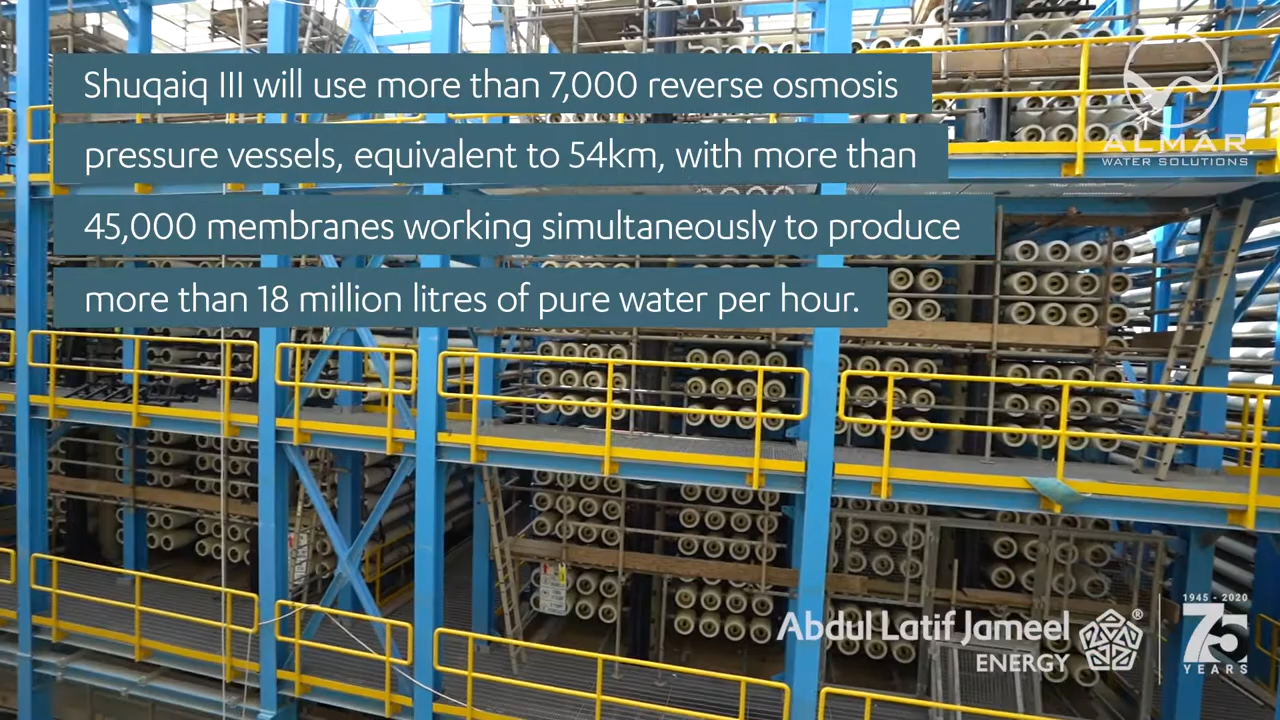 Shuqaiq III will use more than 7,000 reverse osmosis
pressure vessels, equivalent to 54km, with more than
45,000 membranes working simultaneously to produce
more than 18 million litres of pure water per hour.
ALMAR
WATER SOLUTIONS
Abdul Latif Jameel®
ENERGY
1945 - 2020
75
YEARS